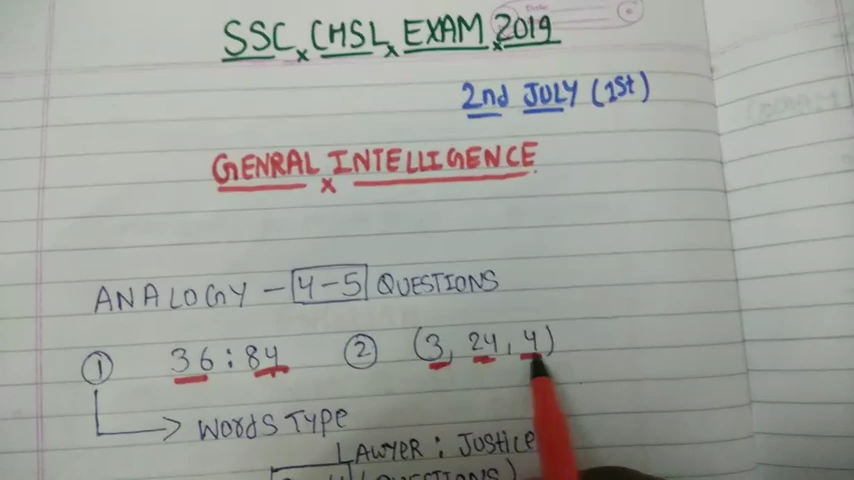 SSC CHSL EXAM 2019
2nd JULY (1st)
GENRAL INTELLIGENCE
ANALOGY - 4-5 QUESTIONS
① 36 : 84 ② (3, 24, 4)
WORDS TYPE
LAWYER : JUSTICE
QUESTIONS)